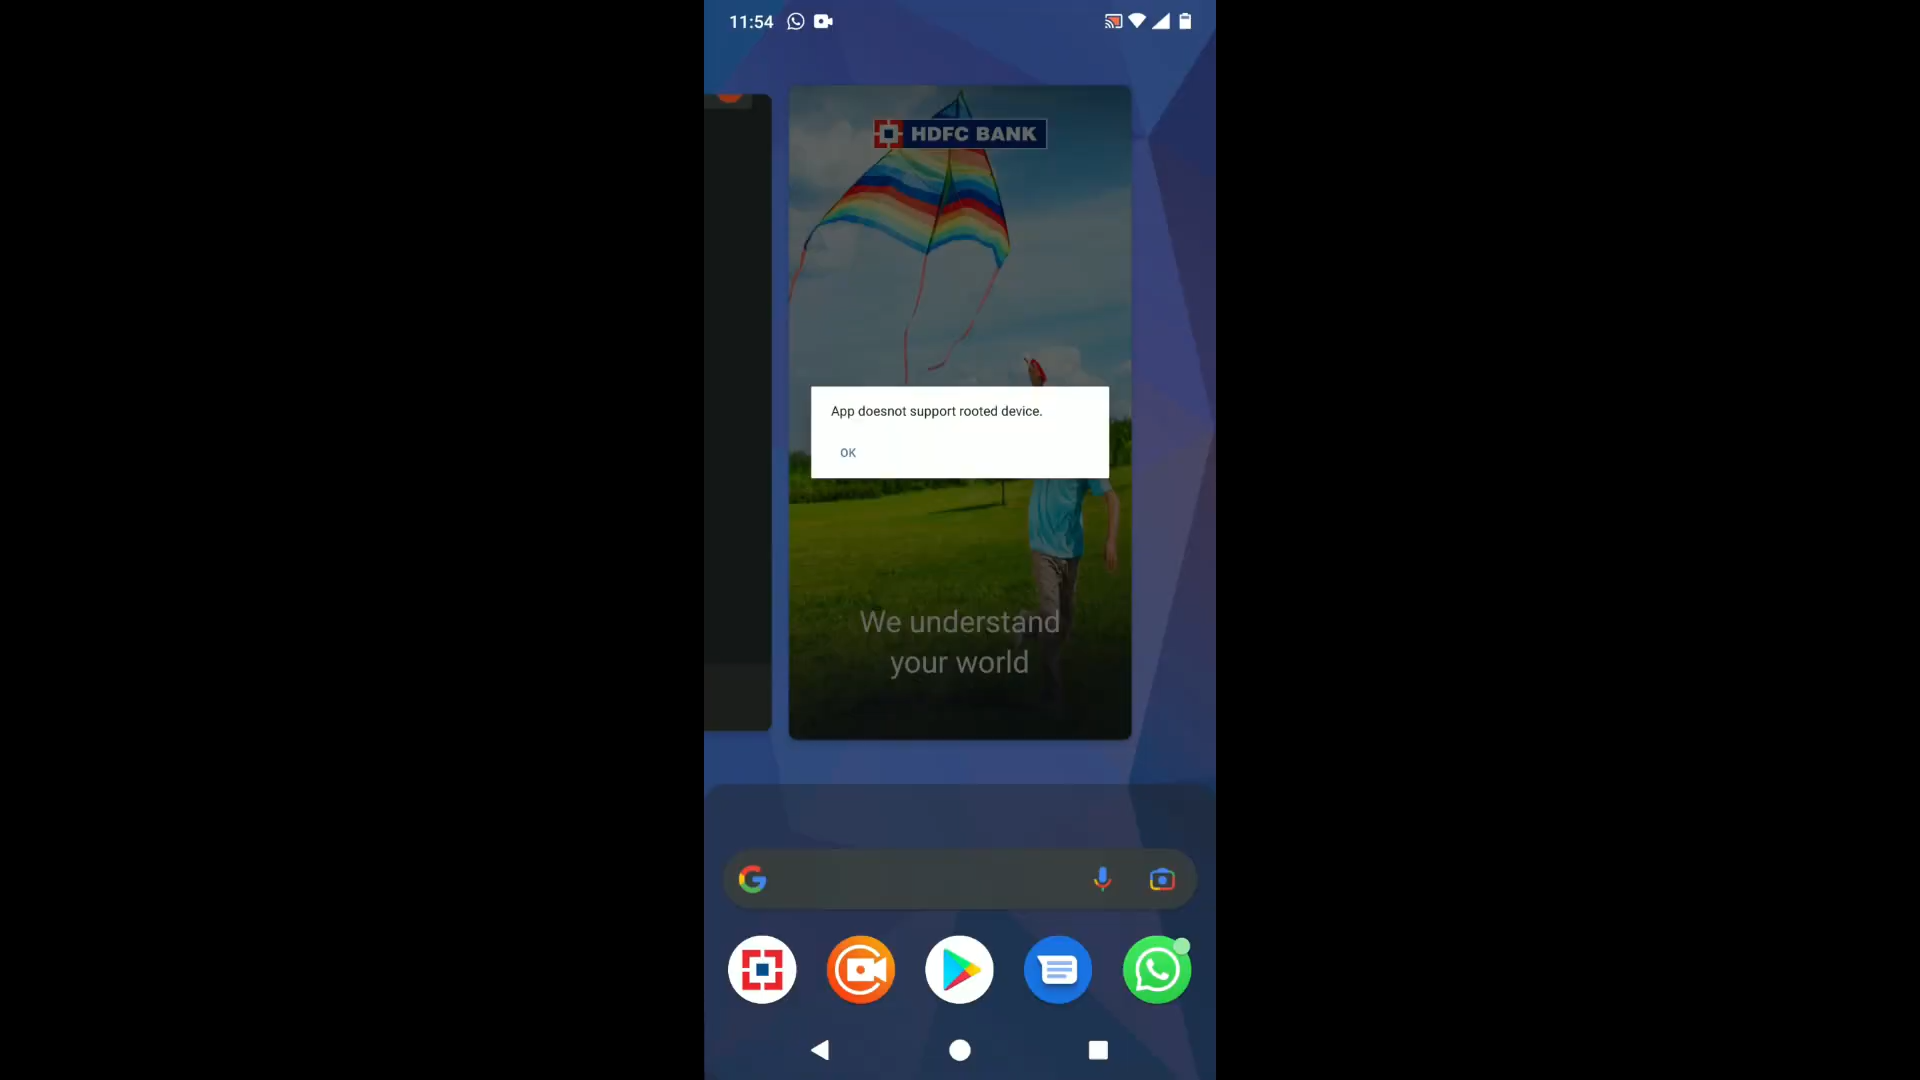 11:54
HDFC BANK
App doesnot support rooted device.
OK
We understand
your world